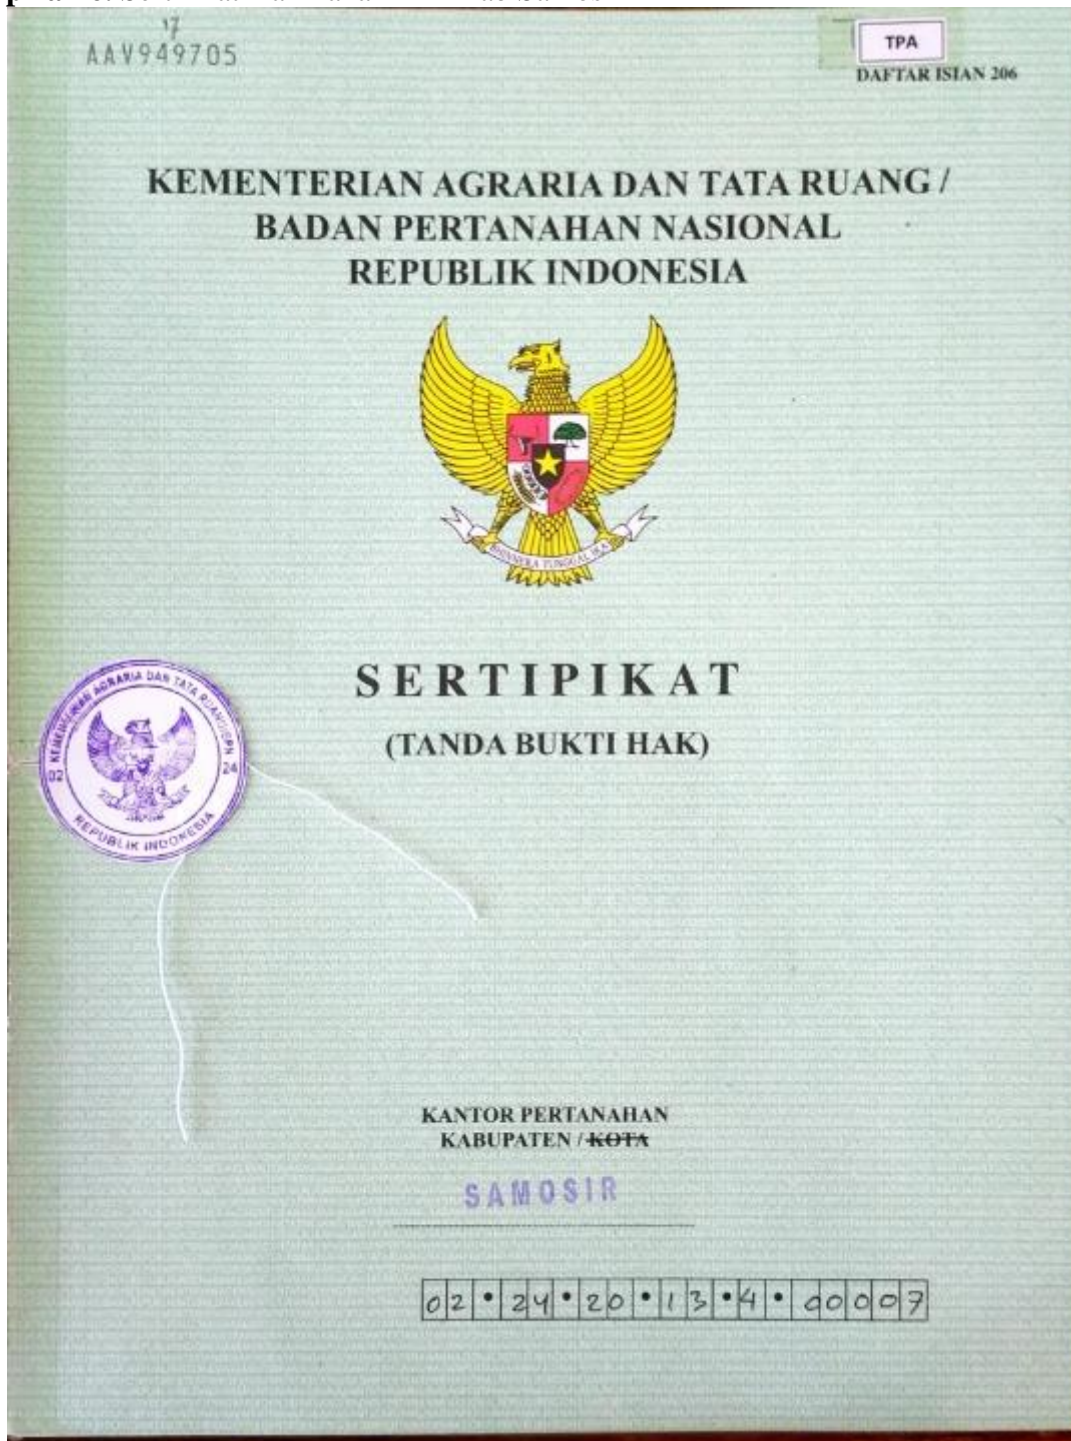 17
AAV949705
TPA
DAFTAR ISIAN 206
KEMENTERIAN AGRARIA DAN TATA RUANG /
BADAN PERTANAHAN NASIONAL
REPUBLIK INDONESIA
BHINNEKA TUNGGAL IKA
SERTIPIKAT
(TANDA BUKTI HAK)
KEMENTERIAN AGRARIA DAN TATA RUANG/BPN
02 24
REPUBLIK INDONESIA
KANTOR PERTANAHAN
KABUPATEN / KOTA
SAMOSIR
02 • 24 • 20 • 13 • 4 • 00007